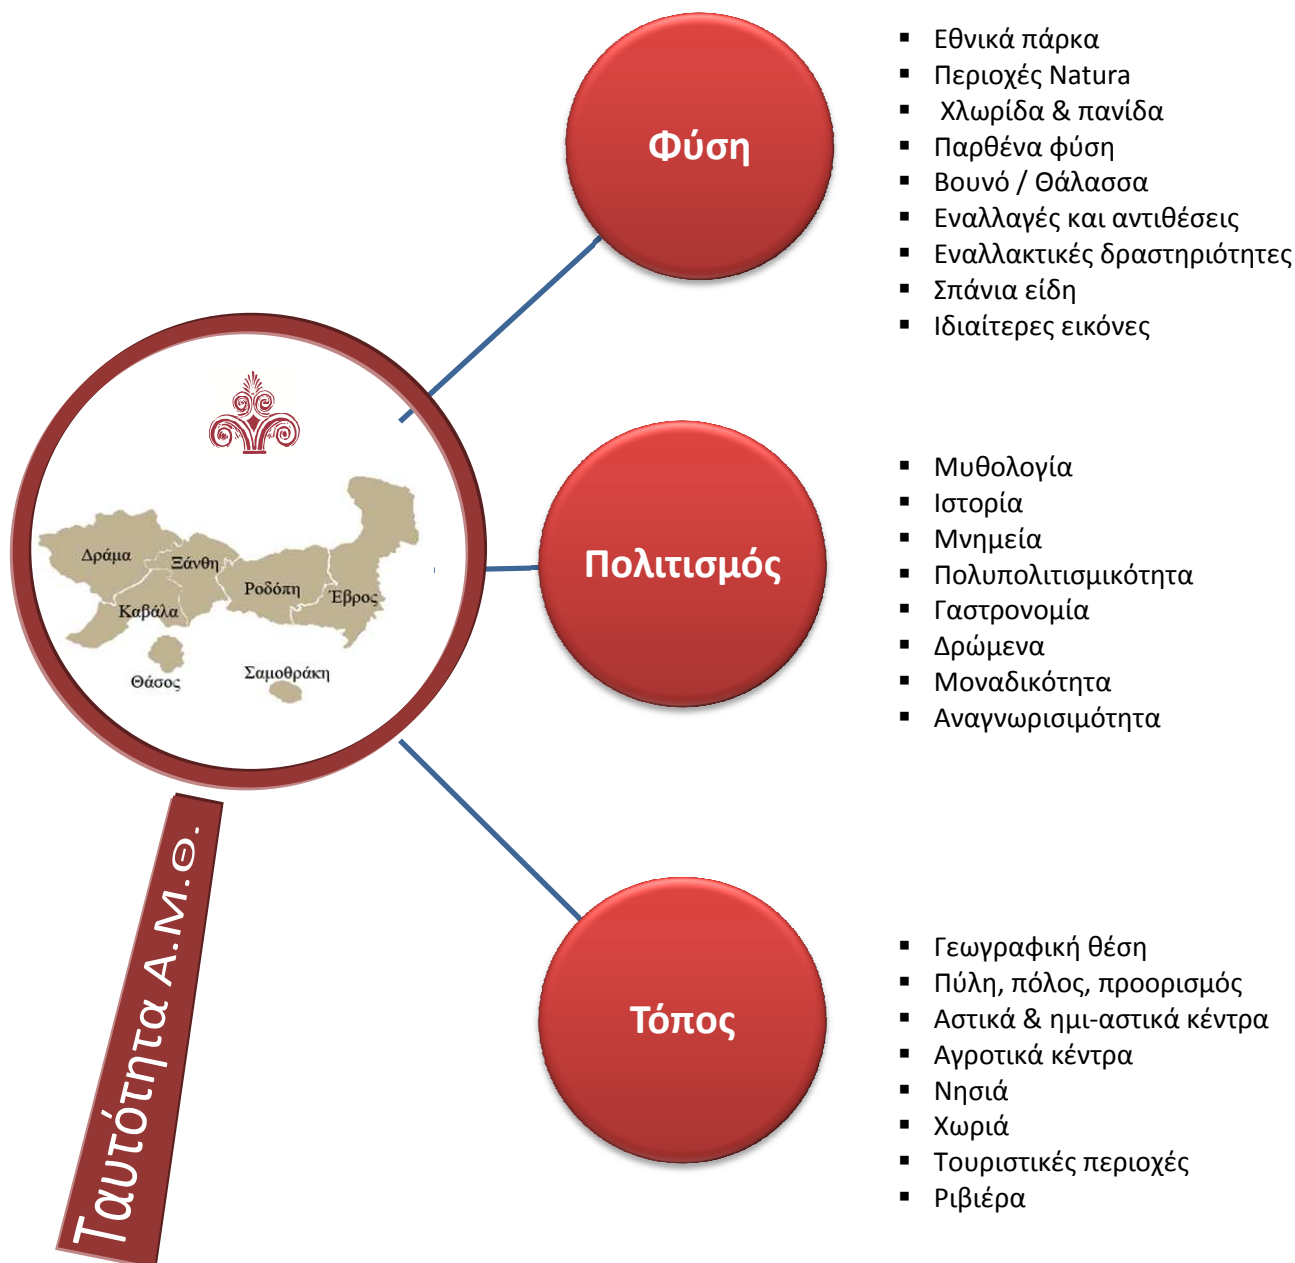 Φύση
Εθνικά πάρκα
Περιοχές Natura
Χλωρίδα & πανίδα
Παρθένα φύση
Βουνό / Θάλασσα
Εναλλαγές και αντιθέσεις
Εναλλακτικές δραστηριότητες
Σπάνια είδη
Ιδιαίτερες εικόνες
Δράμα
Ξάνθη
Ροδόπη
Έβρος
Καβάλα
Θάσος
Σαμοθράκη
Πολιτισμός
Μυθολογία
Ιστορία
Μνημεία
Πολυπολιτισμικότητα
Γαστρονομία
Δρώμενα
Μοναδικότητα
Αναγνωρισιμότητα
Ταυτότητα Α.Μ.Θ.
Τόπος
Γεωγραφική θέση
Πύλη, πόλος, προορισμός
Αστικά & ημι-αστικά κέντρα
Αγροτικά κέντρα
Νησιά
Χωριά
Τουριστικές περιοχές
Ριβιέρα